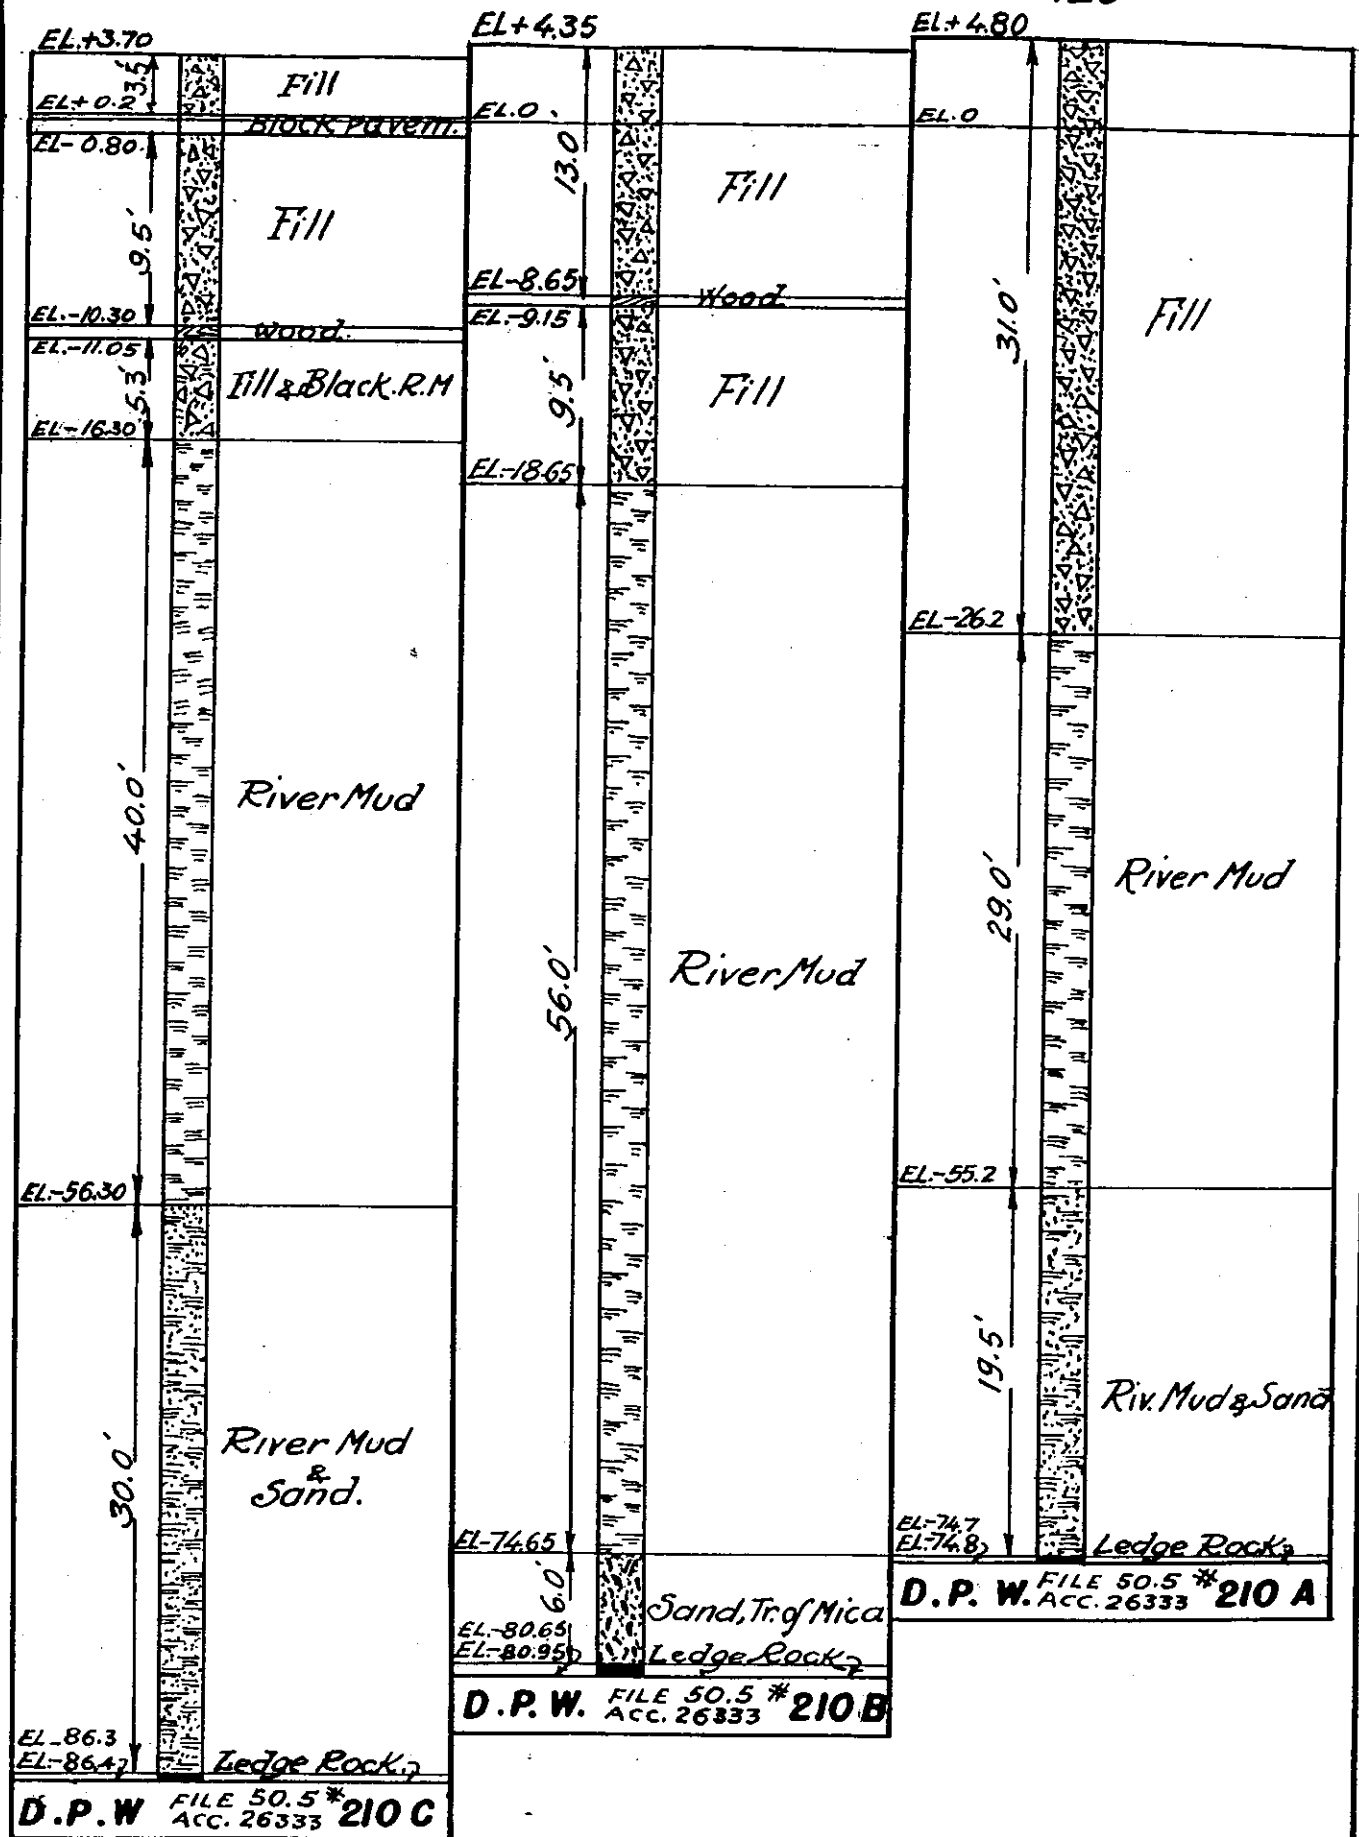 EL.+3.70
3.5'
Fill
EL+0.2
Block Pavem.
EL-0.80
9.5'
Fill
EL.-10.30
Wood.
EL.-11.05
5.3'
Fill & Black. R.M
EL-16.30
40.0'
River Mud
EL.-56.30
30.0'
River Mud
&
Sand.
EL-86.3
EL-86.4
Ledge Rock.
D.P.W FILE 50.5 # 210 C
ACC. 26333
EL+4.35
EL.0
13.0'
Fill
EL-8.65
Wood
EL.-9.15
9.5'
Fill
EL.-18.65
56.0'
River Mud
EL-74.65
6.0'
Sand, Tr. of Mica
EL.-80.65
EL-80.95
Ledge Rock
D.P.W. FILE 50.5 # 210 B
ACC. 26333
EL+4.80
EL.0
31.0'
Fill
EL-26.2
29.0'
River Mud
EL-55.2
19.5'
Riv. Mud & Sand
EL-74.7
EL-74.8
Ledge Rock
D.P.W. FILE 50.5 # 210 A
ACC. 26333